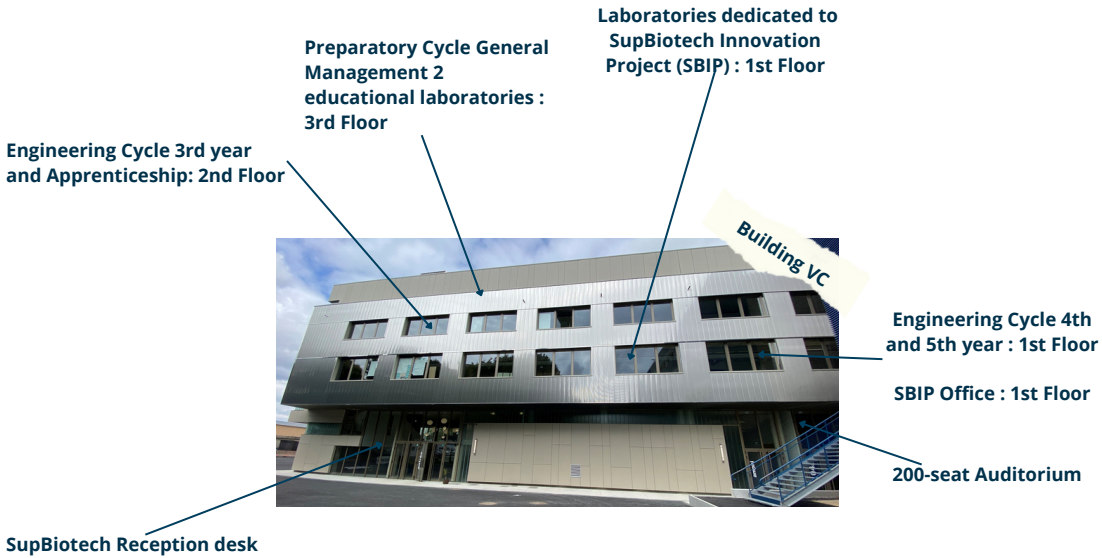 Laboratories dedicated to
SupBiotech Innovation
Project (SBIP) : 1st Floor
Preparatory Cycle General
Management 2
educational laboratories :
3rd Floor
Engineering Cycle 3rd year
and Apprenticeship: 2nd Floor
Building VC
Engineering Cycle 4th
and 5th year : 1st Floor
SBIP Office : 1st Floor
200-seat Auditorium
SupBiotech Reception desk